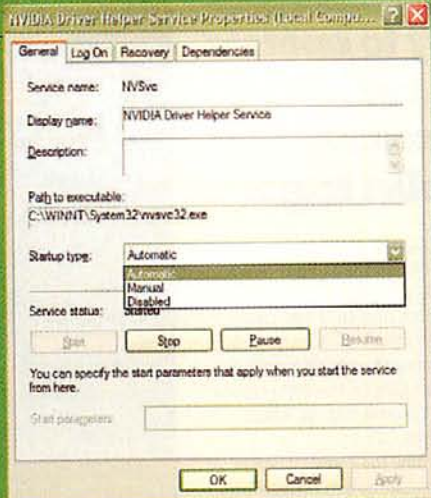 NVIDIA Driver Helper Service Properties (Local Compu...
General Log On Recovery Dependencies
Service name: NVSvc
Display name: NVIDIA Driver Helper Service
Description:
Path to executable:
C:\WINNT\System32\nvsvc32.exe
Startup type: Automatic
Automatic
Manual
Disabled
Service status: Started
Start Stop Pause Resume
You can specify the start parameters that apply when you start the service
from here.
Start parameters:
OK Cancel Apply